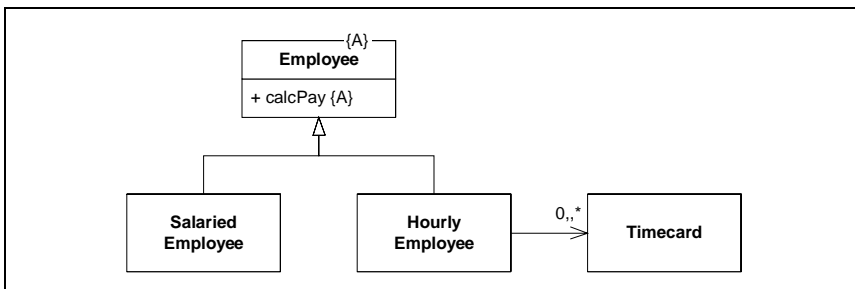 {A}
Employee
+ calcPay {A}
Salaried
Employee
Hourly
Employee
0,,*
Timecard